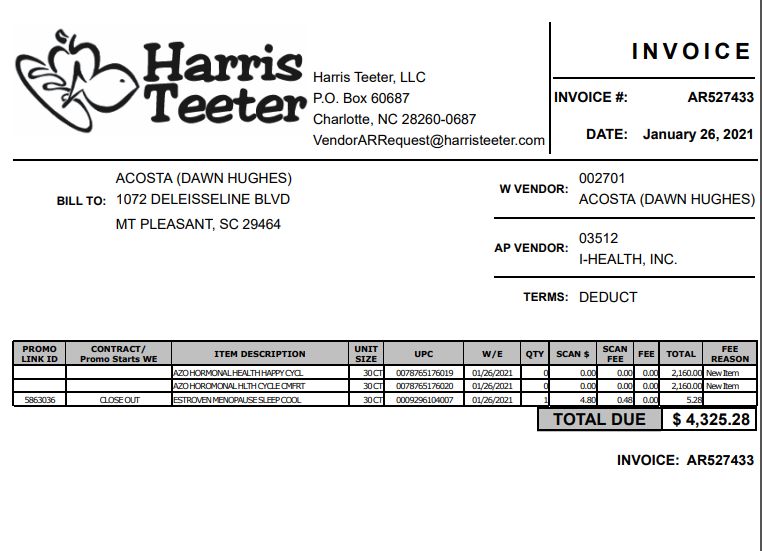 Harris
Teeter
Harris Teeter, LLC
P.O. Box 60687
Charlotte, NC 28260-0687
VendorARRequest@harristeeter.com
INVOICE
INVOICE #: AR527433
DATE: January 26, 2021
BILL TO:
ACOSTA (DAWN HUGHES)
1072 DELEISSELINE BLVD
MT PLEASANT, SC 29464
W VENDOR:
002701
ACOSTA (DAWN HUGHES)
AP VENDOR:
03512
I-HEALTH, INC.
TERMS: DEDUCT
PROMO LINK ID CONTRACT/ Promo Starts WE ITEM DESCRIPTION UNIT SIZE UPC W/E QTY SCAN $ SCAN FEE FEE TOTAL FEE REASON
AZO HORMONAL HEALTH HAPPY CYCL 30 CT 0078765176019 01/26/2021 0 0.00 0.00 0.00 2,160.00 New Item
AZO HOROMONAL HLTH CYCLE CMFRT 30 CT 0078765176020 01/26/2021 0 0.00 0.00 0.00 2,160.00 New Item
5863036 CLOSE OUT ESTROVEN MENOPAUSE SLEEP COOL 30 CT 0009296104007 01/26/2021 1 4.80 0.48 0.00 5.28
TOTAL DUE $ 4,325.28
INVOICE: AR527433